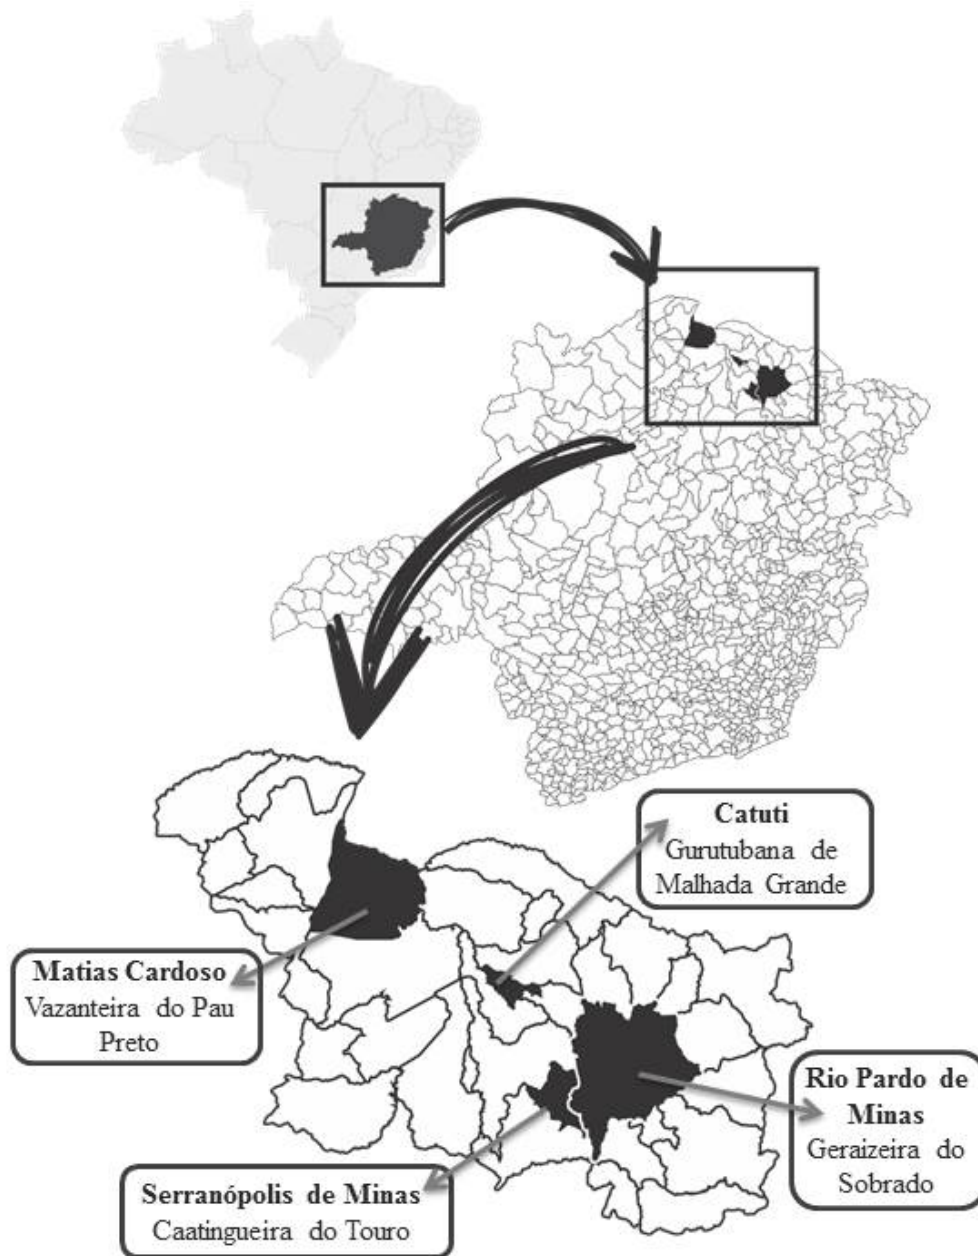 Catuti
Gurutubana de
Malhada Grande
Matias Cardoso
Vazanteira do Pau
Preto
Rio Pardo de
Minas
Geraizeira do
Sobrado
Serranópolis de Minas
Caatingueira do Touro